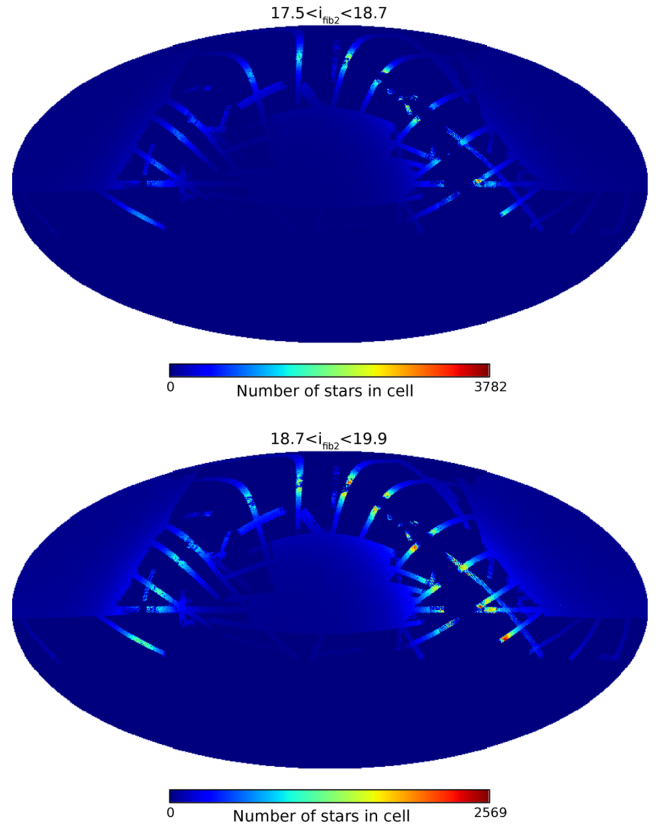 17.5<i_fib2<18.7
0 3782
Number of stars in cell
18.7<i_fib2<19.9
0 2569
Number of stars in cell